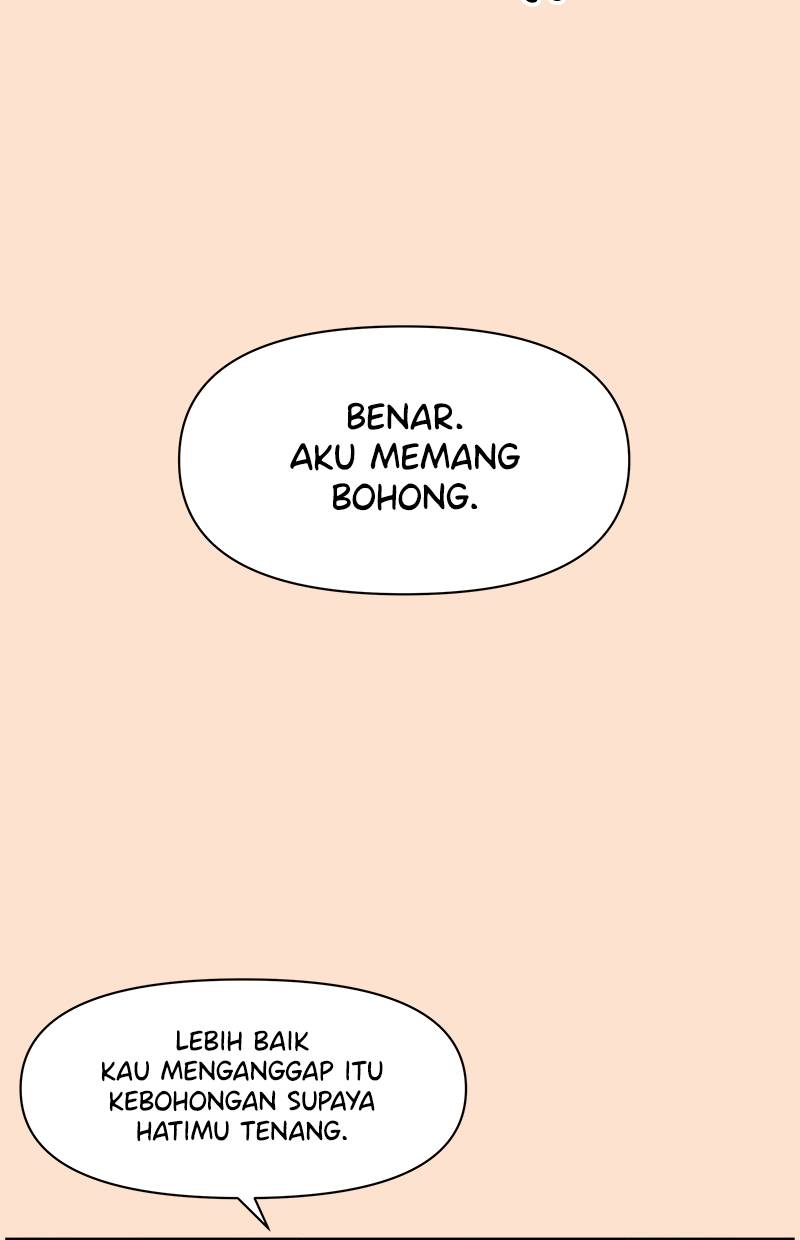 BENAR.
AKU MEMANG
BOHONG.
LEBIH BAIK
KAU MENGANGGAP ITU
KEBOHONGAN SUPAYA
HATIMU TENANG.